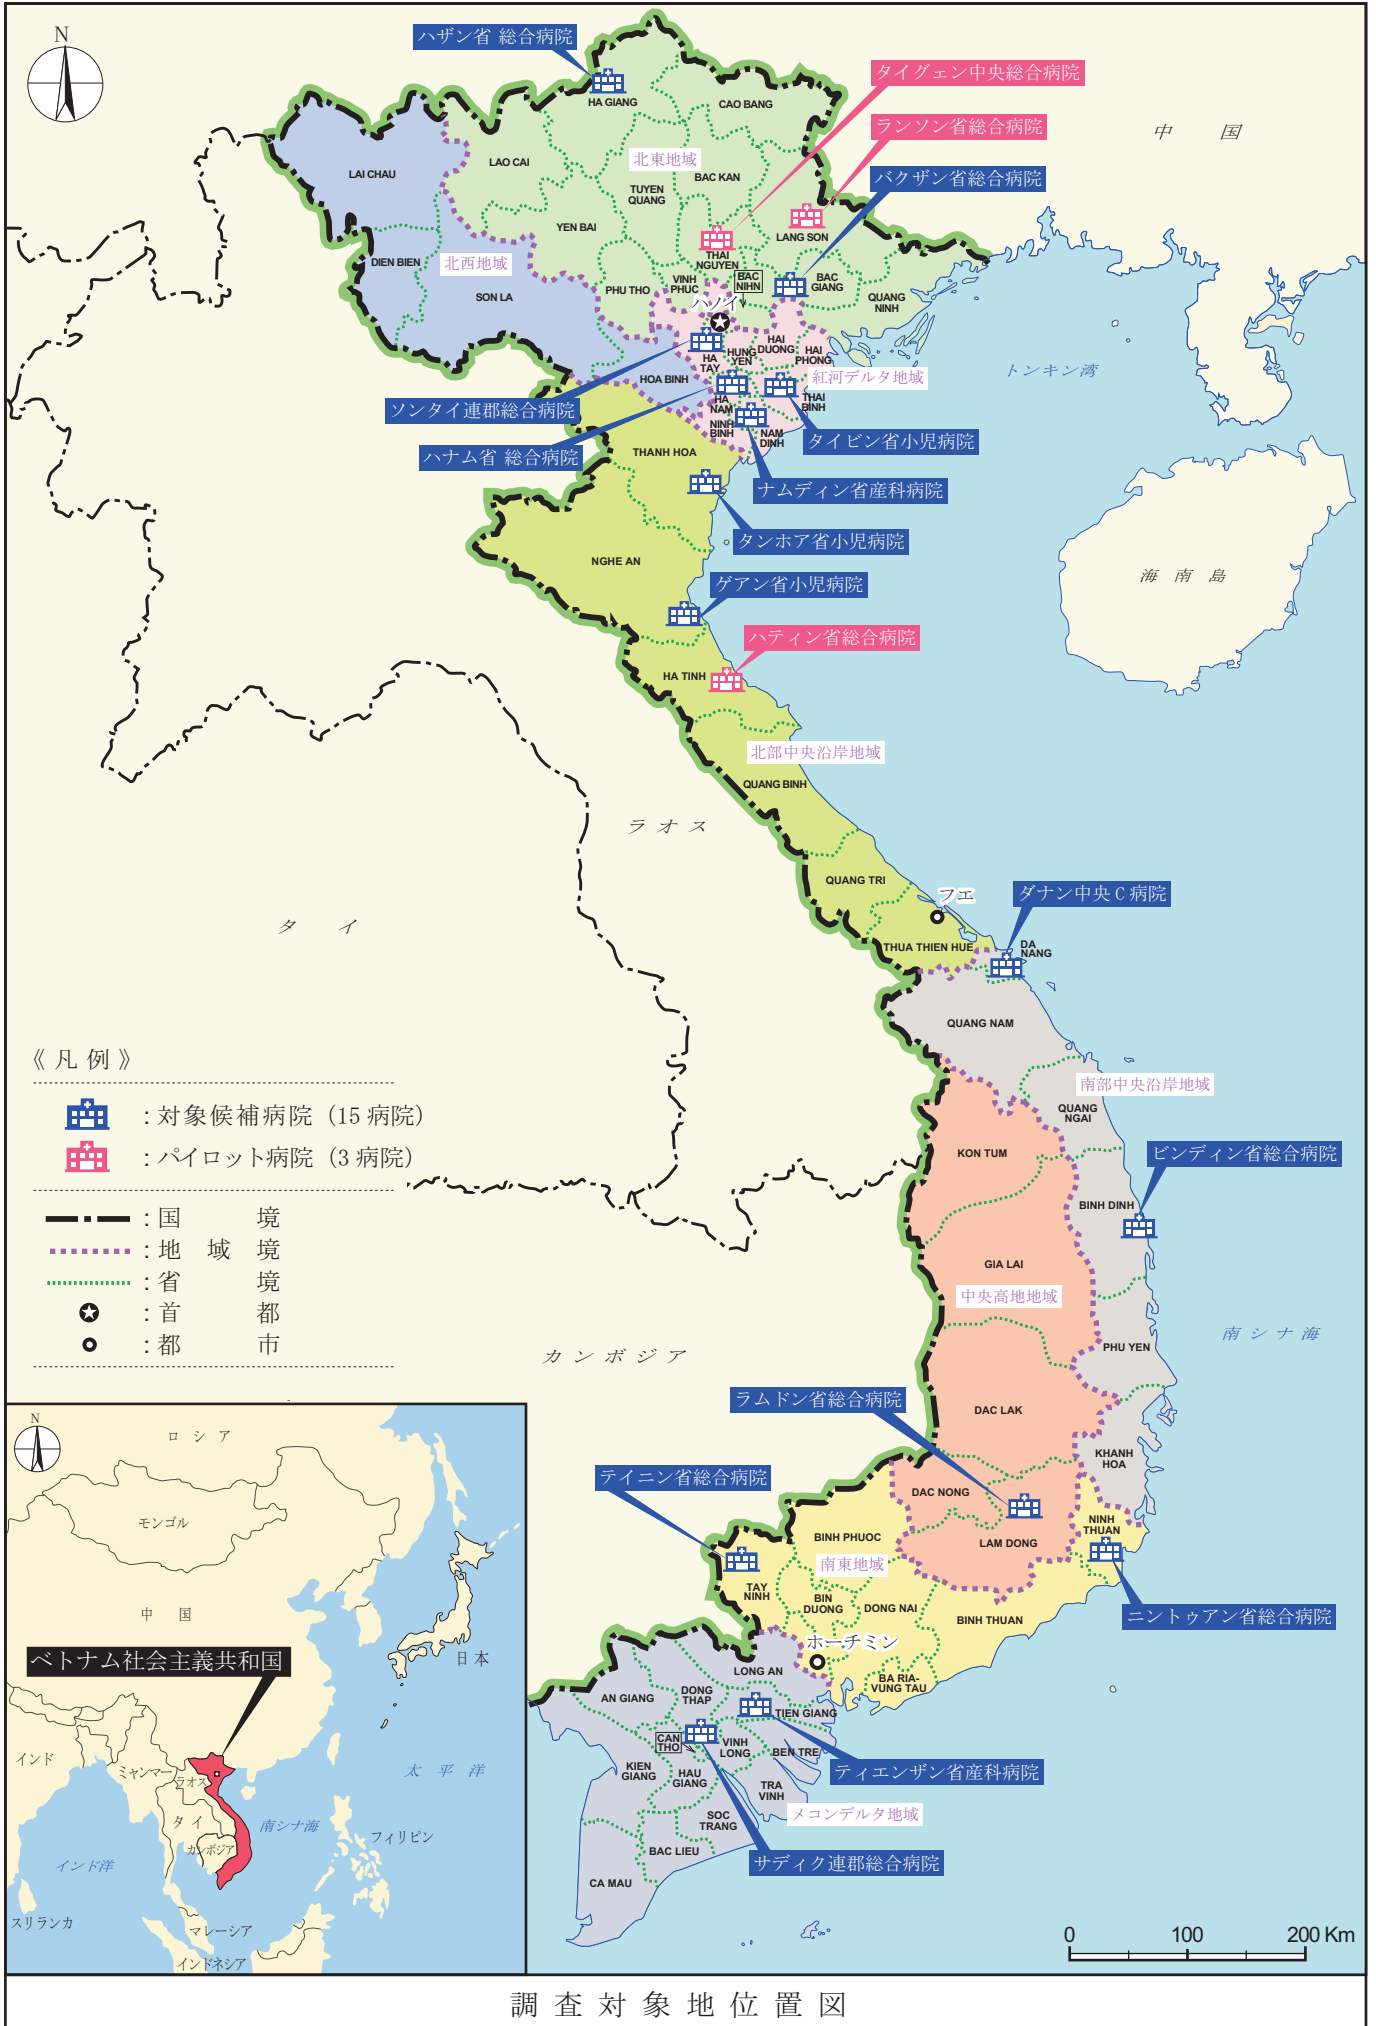 N
ハザン省 総合病院
タイグェン中央総合病院
ランソン省総合病院
バクザン省総合病院
中 国
HA GIANG
CAO BANG
LAO CAI
北東地域
BAC KAN
LAI CHAU
TUYEN
QUANG
YEN BAI
LANG SON
DIEN BIEN
北西地域
SON LA
THAI
NGUYEN
PHU THO
VINH
PHUC
BAC
NIHN
BAC
GIANG
QUANG
NINH
ハノイ
HA
TAY
HUNG
YEN
HAI
DUONG
HAI
PHONG
HOA BINH
紅河デルタ地域
トンキン湾
HA
NAM
THAI
BINH
NINH
BINH
NAM
DINH
ソンタイ連郡総合病院
ハナム省 総合病院
タイビン省小児病院
ナムディン省産科病院
THANH HOA
タンホア省小児病院
NGHE AN
ゲアン省小児病院
海 南 島
ハティン省総合病院
HA TINH
北部中央沿岸地域
QUANG BINH
ラ オ ス
QUANG TRI
フエ
ダナン中央 C 病院
タ イ
THUA THIEN HUE
DA
NANG
QUANG NAM
南部中央沿岸地域
QUANG
NGAI
KON TUM
ビンディン省総合病院
BINH DINH
GIA LAI
中央高地地域
PHU YEN
南 シ ナ 海
カ ン ボ ジ ア
ラムドン省総合病院
DAC LAK
KHANH
HOA
テイニン省総合病院
DAC NONG
NINH
THUAN
BINH PHUOC
LAM DONG
南東地域
TAY
NINH
BIN
DUONG
DONG NAI
BINH THUAN
ニントゥアン省総合病院
ホーチミン
LONG AN
BA RIA-
VUNG TAU
AN GIANG
DONG
THAP
TIEN GIANG
CAN
THO
VINH
LONG
BEN TRE
KIEN
GIANG
HAU
GIANG
ティエンザン省産科病院
TRA
VINH
メコンデルタ地域
SOC
TRANG
BAC LIEU
サディク連郡総合病院
CA MAU
0 100 200 Km
《 凡 例 》
: 対象候補病院（15 病院）
: パイロット病院（3 病院）
: 国 境
: 地 域 境
: 省 境
: 首 都
: 都 市
N
ロ シ ア
モンゴル
中 国
日 本
ベトナム社会主義共和国
インド
ミャンマー
ラオス
タ イ
カンボジア
南シナ海
太 平 洋
フィリピン
インド洋
スリランカ
マレーシア
インドネシア
調 査 対 象 地 位 置 図